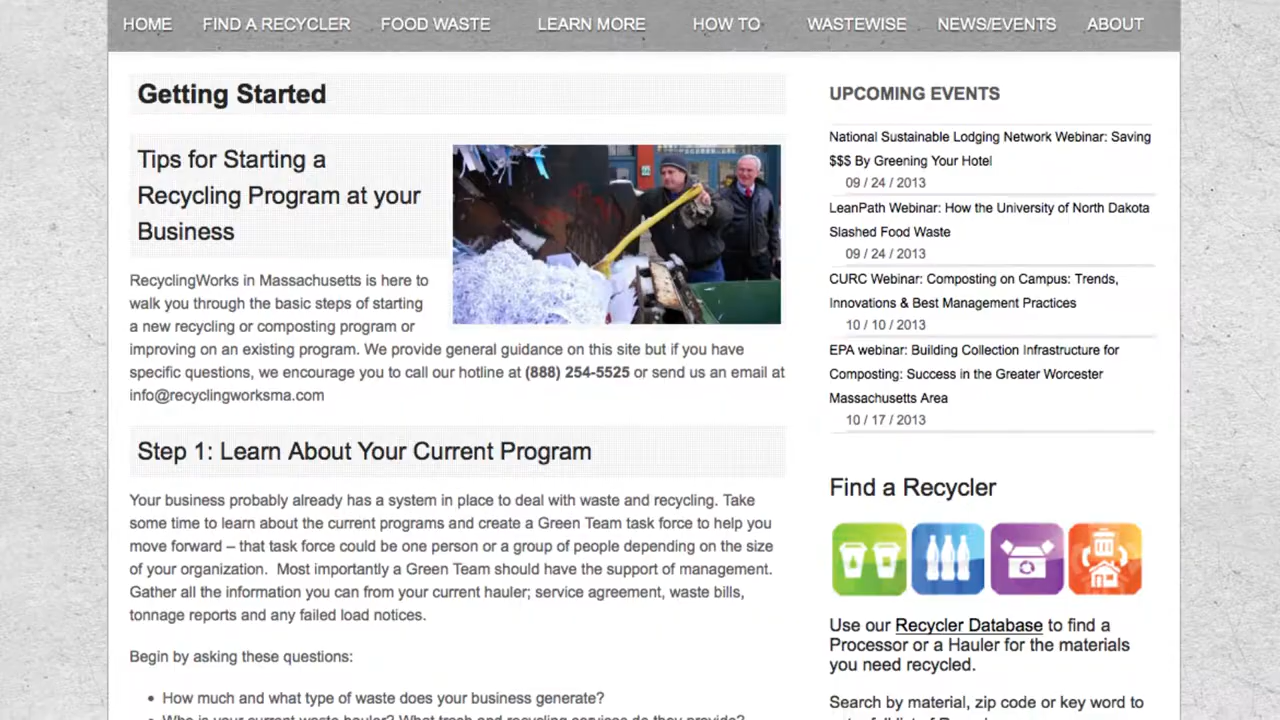 HOME FIND A RECYCLER FOOD WASTE LEARN MORE HOW TO WASTEWISE NEWS/EVENTS ABOUT
Getting Started
Tips for Starting a
Recycling Program at your
Business
RecyclingWorks in Massachusetts is here to
walk you through the basic steps of starting
a new recycling or composting program or
improving on an existing program. We provide general guidance on this site but if you have
specific questions, we encourage you to call our hotline at (888) 254-5525 or send us an email at
info@recyclingworksma.com
Step 1: Learn About Your Current Program
Your business probably already has a system in place to deal with waste and recycling. Take
some time to learn about the current programs and create a Green Team task force to help you
move forward – that task force could be one person or a group of people depending on the size
of your organization. Most importantly a Green Team should have the support of management.
Gather all the information you can from your current hauler; service agreement, waste bills,
tonnage reports and any failed load notices.
Begin by asking these questions:
• How much and what type of waste does your business generate?
• Who is your current waste hauler? What trash and recycling services do they provide?
UPCOMING EVENTS
National Sustainable Lodging Network Webinar: Saving
$$$ By Greening Your Hotel
09 / 24 / 2013
LeanPath Webinar: How the University of North Dakota
Slashed Food Waste
09 / 24 / 2013
CURC Webinar: Composting on Campus: Trends,
Innovations & Best Management Practices
10 / 10 / 2013
EPA webinar: Building Collection Infrastructure for
Composting: Success in the Greater Worcester
Massachusetts Area
10 / 17 / 2013
Find a Recycler
Use our Recycler Database to find a
Processor or a Hauler for the materials
you need recycled.
Search by material, zip code or key word to